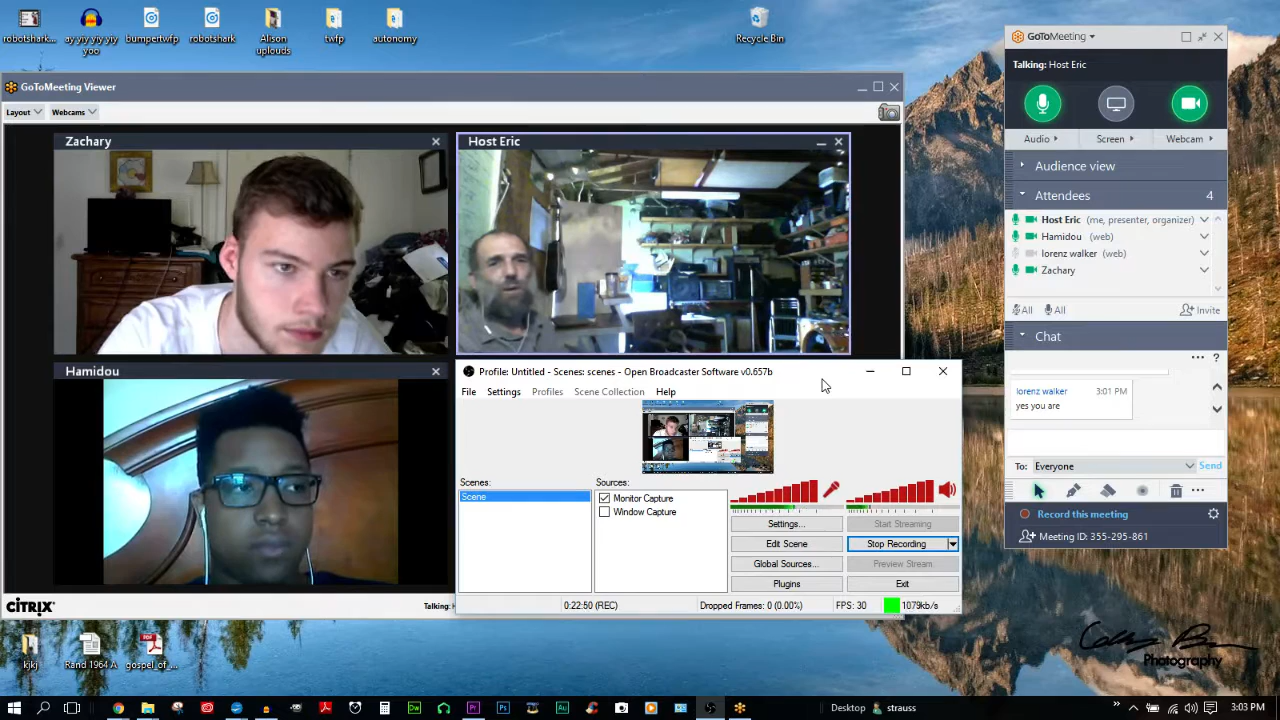 robotshark...
ay.yiy.yiy.yiy
yoo
bumpertwfp
robotshark
Alison
uplouds
twfp
autonomy
Recycle Bin
GoToMeeting
Talking: Host Eric
Audio
Screen
Webcam
Audience view
Attendees 4
Host Eric (me, presenter, organizer)
Hamidou (web)
lorenz walker (web)
Zachary
All All Invite
Chat
... ?
lorenz walker 3:01 PM
yes you are
To: Everyone Send
Record this meeting
Meeting ID: 355-295-861
GoToMeeting Viewer
Layout Webcams
Zachary
Host Eric
Hamidou
CITRIX
Talking: H
Profile: Untitled - Scenes: scenes - Open Broadcaster Software v0.657b
File Settings Profiles Scene Collection Help
Scenes: Sources:
Scene
Monitor Capture
Window Capture
Settings... Start Streaming
Edit Scene Stop Recording
Global Sources... Preview Stream
Plugins Exit
0:22:50 (REC) Dropped Frames: 0 (0.00%) FPS: 30 1079kb/s
kjkj
Rand 1964 A
gospel_of_...
Photography
Desktop strauss 3:03 PM